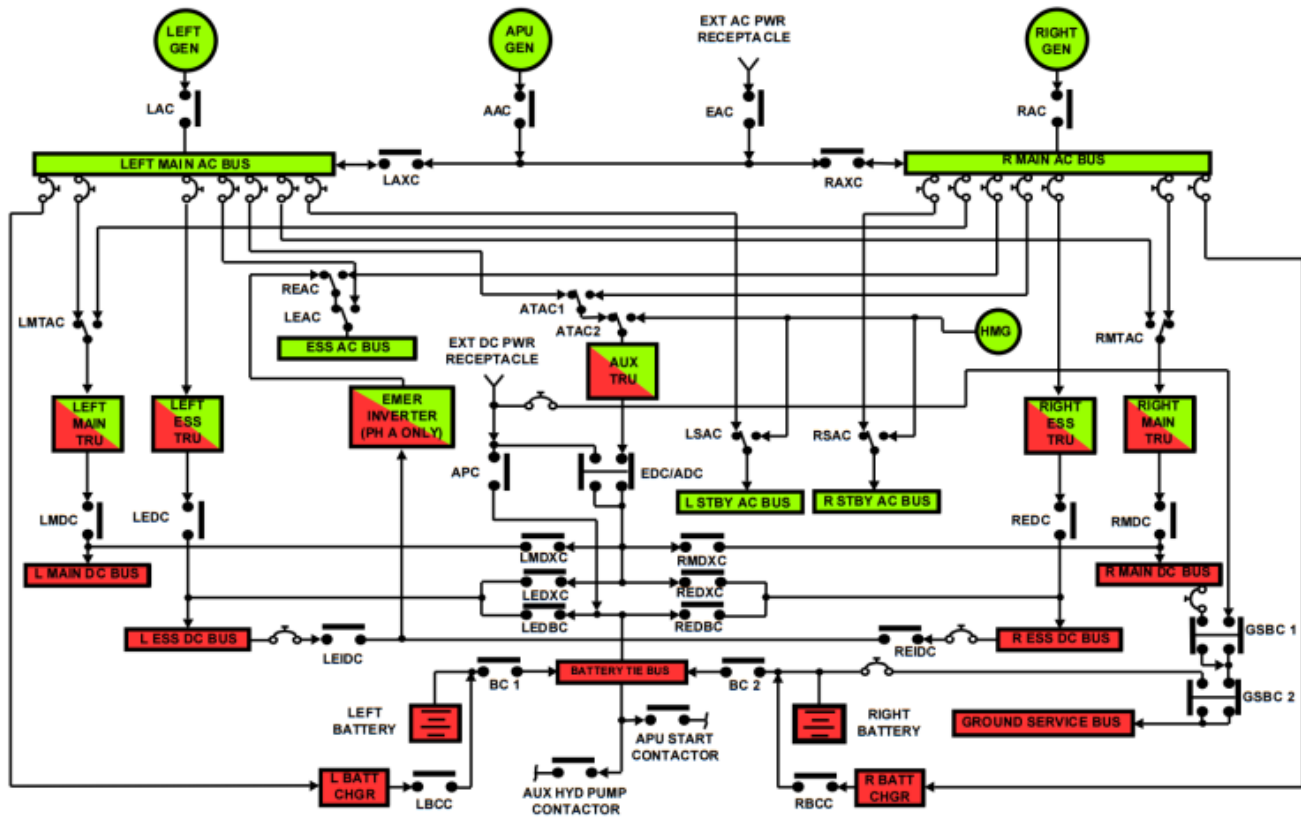 LEFT
GEN
APU
GEN
EXT AC PWR
RECEPTACLE
RIGHT
GEN
LAC
AAC
EAC
RAC
LEFT MAIN AC BUS
LAXC
RAXC
R MAIN AC BUS
REAC
LEAC
LMTAC
ESS AC BUS
ATAC1
ATAC2
HMG
RMTAC
EXT DC PWR
RECEPTACLE
AUX
TRU
LEFT
MAIN
TRU
LEFT
ESS
TRU
EMER
INVERTER
(PH A ONLY)
RIGHT
ESS
TRU
RIGHT
MAIN
TRU
LSAC
RSAC
APC
EDC/ADC
L STBY AC BUS
R STBY AC BUS
LMDC
LEDC
REDC
RMDC
LMDXC
RMDXC
L MAIN DC BUS
R MAIN DC BUS
LEDXC
REDXC
LEDBC
REDBC
L ESS DC BUS
LEIDC
REIDC
R ESS DC BUS
GSBC 1
BC 1
BATTERY TIE BUS
BC 2
GSBC 2
LEFT
BATTERY
RIGHT
BATTERY
GROUND SERVICE BUS
APU START
CONTACTOR
L BATT
CHGR
LBCC
AUX HYD PUMP
CONTACTOR
RBCC
R BATT
CHGR